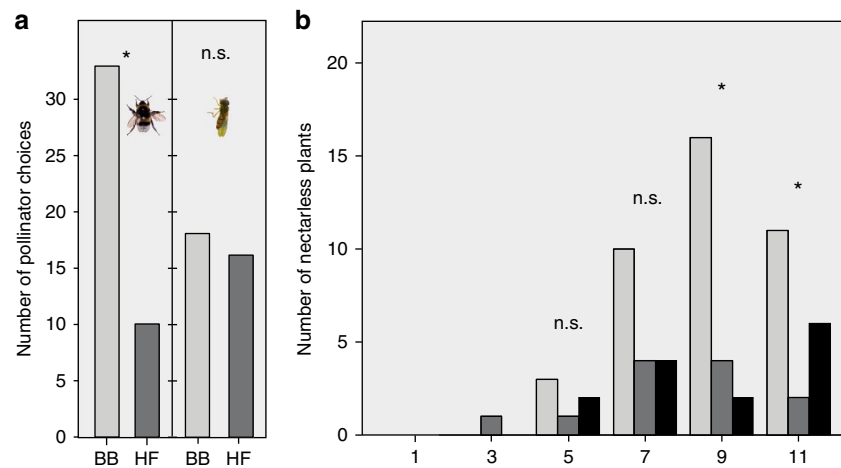 a
Number of pollinator choices
30
25
20
15
10
5
0
*
n.s.
BB HF BB HF
b
Number of nectarless plants
20
15
10
5
0
n.s.
n.s.
*
*
1 3 5 7 9 11